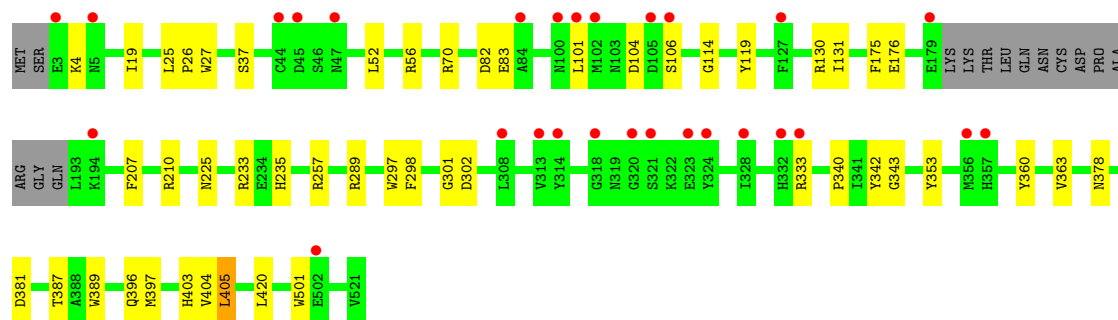 MET SER E3 K4 N5 I19 L25 P26 W27 S37 C44 D45 S46 N47 L52 R56 R70 D82 E83 A84 N100 L101 M102 N103 D104 D105 S106 G114 Y119 F127 R130 I131 F175 E176 E179 LYS LYS THR LEU GLN ASN CYS ASP PRO ALA
ARG GLY GLN L193 K194 F207 R210 N225 R233 E234 H235 R257 R289 W297 F298 G301 D302 L308 V313 Y314 G318 N319 G320 S321 K322 E323 Y324 I328 H332 R333 P340 I341 Y342 G343 Y353 M356 H357 Y360 V363 N378
D381 T387 A388 W389 Q396 M397 H403 V404 L405 L420 W501 E502 V521